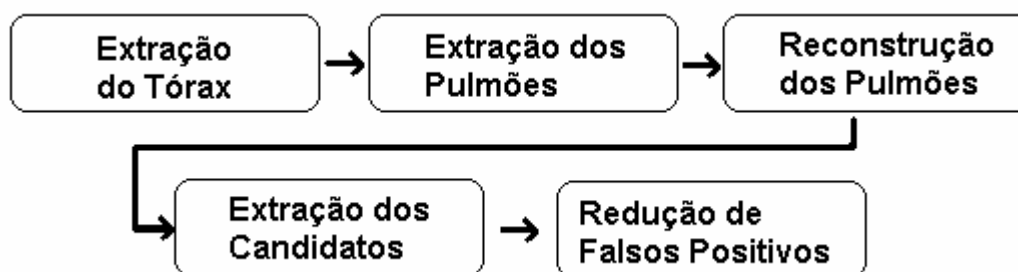 Extração
do Tórax
Extração dos
Pulmões
Reconstrução
dos Pulmões
Extração dos
Candidatos
Redução de
Falsos Positivos